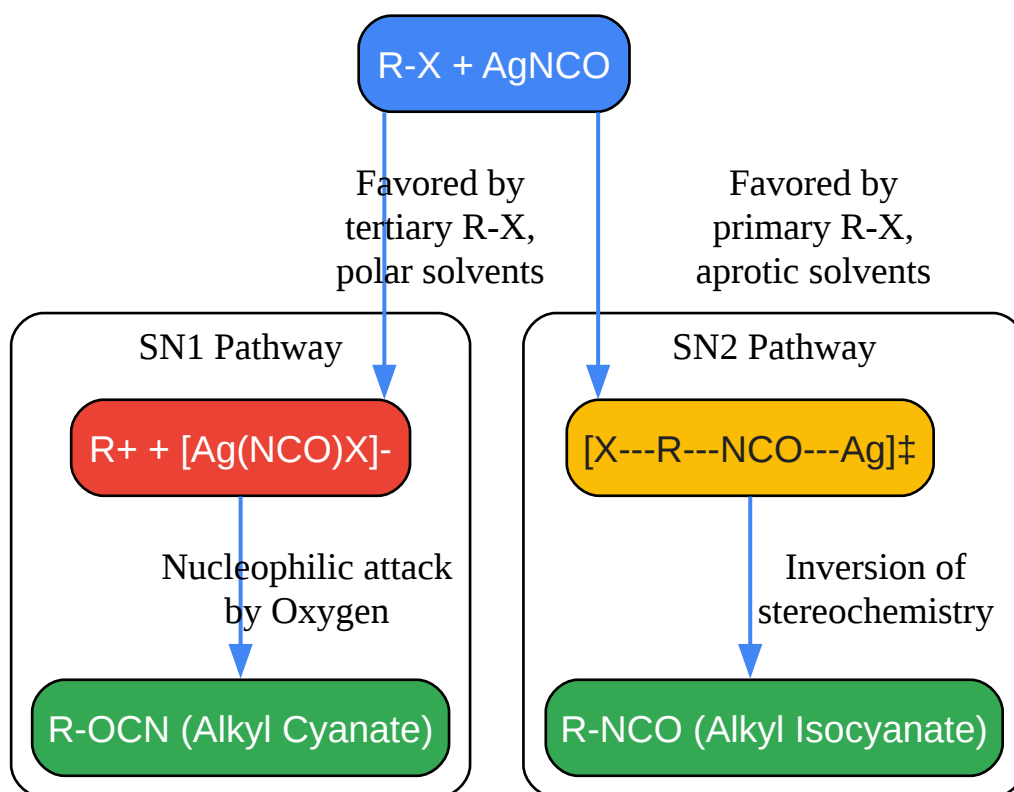 R-X + AgNCO
Favored by
tertiary R-X,
polar solvents
Favored by
primary R-X,
aprotic solvents
SN1 Pathway
R+ + [Ag(NCO)X]-
Nucleophilic attack
by Oxygen
R-OCN (Alkyl Cyanate)
SN2 Pathway
[X---R---NCO---Ag]‡
Inversion of
stereochemistry
R-NCO (Alkyl Isocyanate)